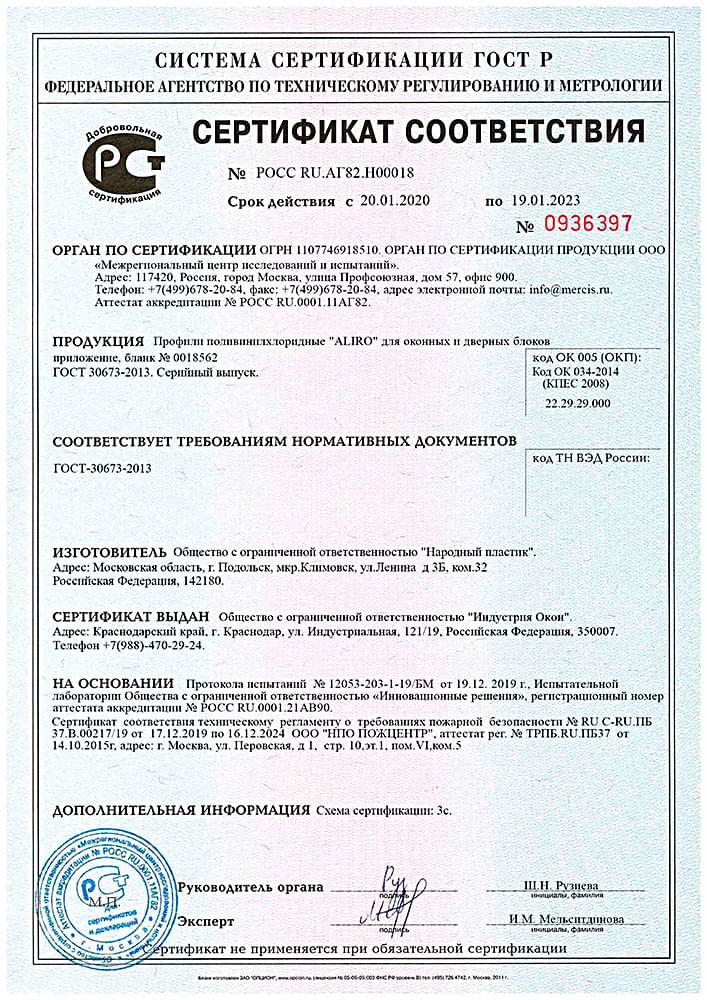 СИСТЕМА СЕРТИФИКАЦИИ ГОСТ Р
ФЕДЕРАЛЬНОЕ АГЕНТСТВО ПО ТЕХНИЧЕСКОМУ РЕГУЛИРОВАНИЮ И МЕТРОЛОГИИ
Добровольная
сертификация
СЕРТИФИКАТ СООТВЕТСТВИЯ
№ РОСС RU.АГ82.Н00018
Срок действия с 20.01.2020 по 19.01.2023
№ 0936397
ОРГАН ПО СЕРТИФИКАЦИИ ОГРН 1107746918510. ОРГАН ПО СЕРТИФИКАЦИИ ПРОДУКЦИИ ООО
«Межрегиональный центр исследований и испытаний».
Адрес: 117420, Россия, город Москва, улица Профсоюзная, дом 57, офис 900.
Телефон: +7(499)678-20-84, факс: +7(499)678-20-84, адрес электронной почты: info@mercis.ru.
Аттестат аккредитации № РОСС RU.0001.11АГ82.
ПРОДУКЦИЯ Профили поливинилхлоридные "ALIRO" для оконных и дверных блоков
приложение, бланк № 0018562
ГОСТ 30673-2013. Серийный выпуск.
код ОК 005 (ОКП):
Код ОК 034-2014
(КПЕС 2008)
22.29.29.000
СООТВЕТСТВУЕТ ТРЕБОВАНИЯМ НОРМАТИВНЫХ ДОКУМЕНТОВ
ГОСТ-30673-2013
код ТН ВЭД России:
ИЗГОТОВИТЕЛЬ Общество с ограниченной ответственностью "Народный пластик".
Адрес: Московская область, г. Подольск, мкр.Климовск, ул.Ленина д 3Б, ком.32
Российская Федерация, 142180.
СЕРТИФИКАТ ВЫДАН Общество с ограниченной ответственностью "Индустрия Окон".
Адрес: Краснодарский край, г. Краснодар, ул. Индустриальная, 121/19, Российская Федерация, 350007.
Телефон +7(988)-470-29-24.
НА ОСНОВАНИИ Протокола испытаний № 12053-203-1-19/БМ от 19.12. 2019 г., Испытательной
лаборатории Общества с ограниченной ответственностью «Инновационные решения», регистрационный номер
аттестата аккредитации № РОСС RU.0001.21АВ90.
Сертификат соответствия техническому регламенту о требованиях пожарной безопасности № RU C-RU.ПБ
37.В.00217/19 от 17.12.2019 по 16.12.2024 ООО "НПО ПОЖЦЕНТР", аттестат рег. № ТРПБ.RU.ПБ37 от
14.10.2015г, адрес: г. Москва, ул. Перовская, д 1, стр. 10,эт.1, пом.VI,ком.5
ДОПОЛНИТЕЛЬНАЯ ИНФОРМАЦИЯ Схема сертификации: 3с.
Руководитель органа
подпись
Ш.Н. Рузиева
инициалы, фамилия
М.П.
Эксперт
подпись
И.М. Мельситдинова
инициалы, фамилия
Аттестат аккредитации № РОСС RU.0001.11АГ82
для
сертификатов
и деклараций
г. Москва
Сертификат не применяется при обязательной сертификации